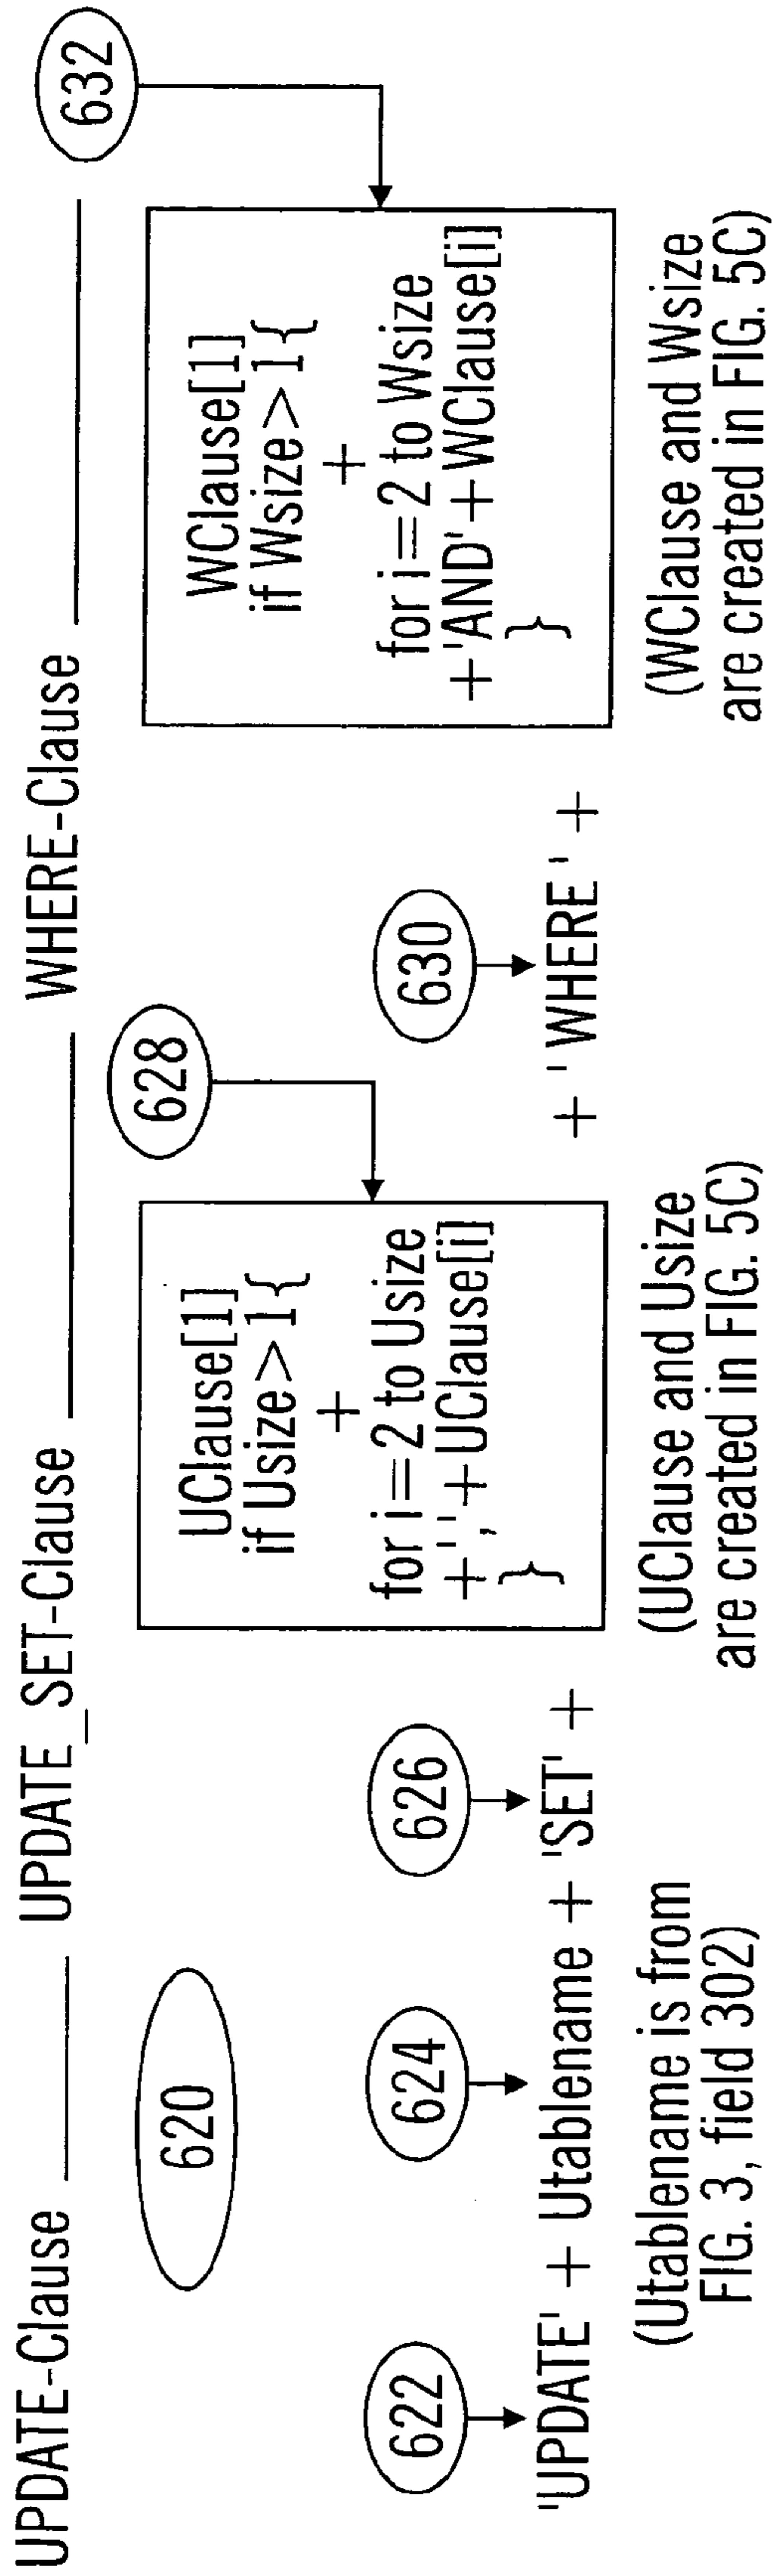 UPDATE-Clause UPDATE_SET-Clause WHERE-Clause
620
628
632
622
624
626
630
'UPDATE' + Utablename + 'SET' +
(Utablename is from
FIG. 3, field 302)
UClause[1]
if Usize > 1{
+
for i=2 to Usize
+','+UClause[i]
}
(UClause and Usize
are created in FIG. 5C)
+ ' WHERE ' +
WClause[1]
if Wsize > 1{
+
for i=2 to Wsize
+'AND'+WClause[i]
}
(WClause and Wsize
are created in FIG. 5C)